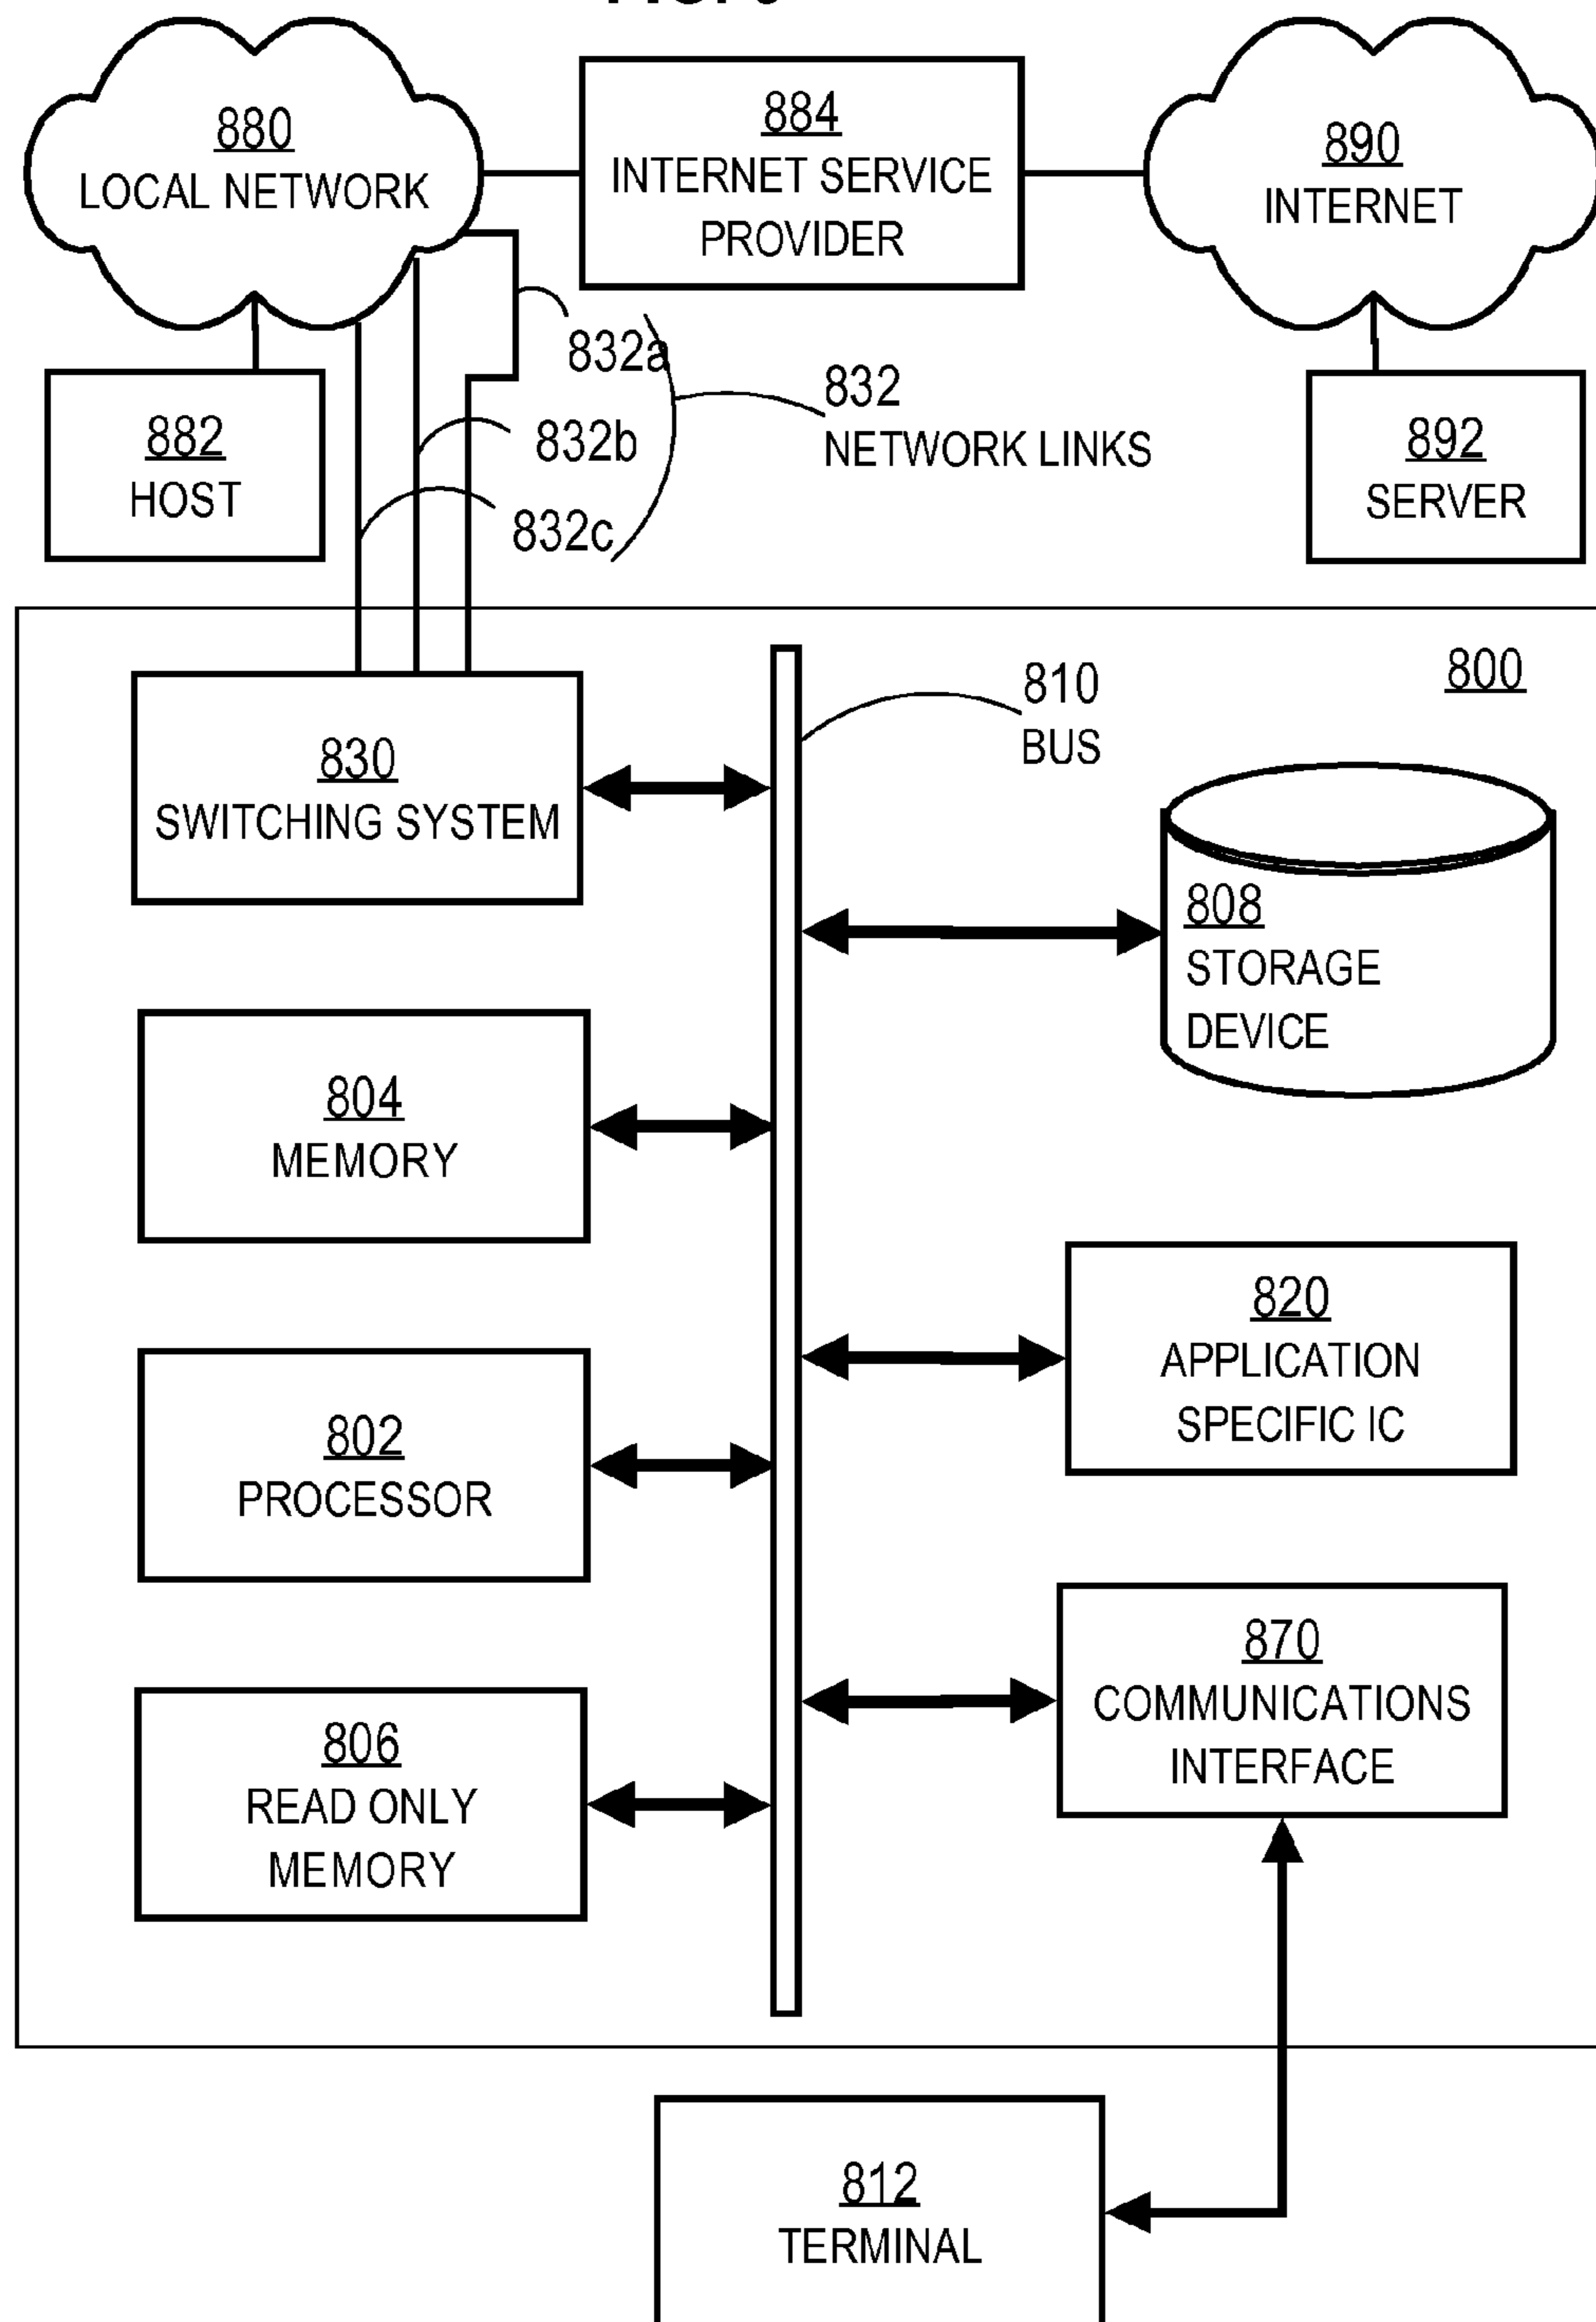 880
LOCAL NETWORK
884
INTERNET SERVICE
PROVIDER
890
INTERNET
832a
832b
832c
832
NETWORK LINKS
882
HOST
892
SERVER
800
810
BUS
830
SWITCHING SYSTEM
808
STORAGE
DEVICE
804
MEMORY
820
APPLICATION
SPECIFIC IC
802
PROCESSOR
870
COMMUNICATIONS
INTERFACE
806
READ ONLY
MEMORY
812
TERMINAL